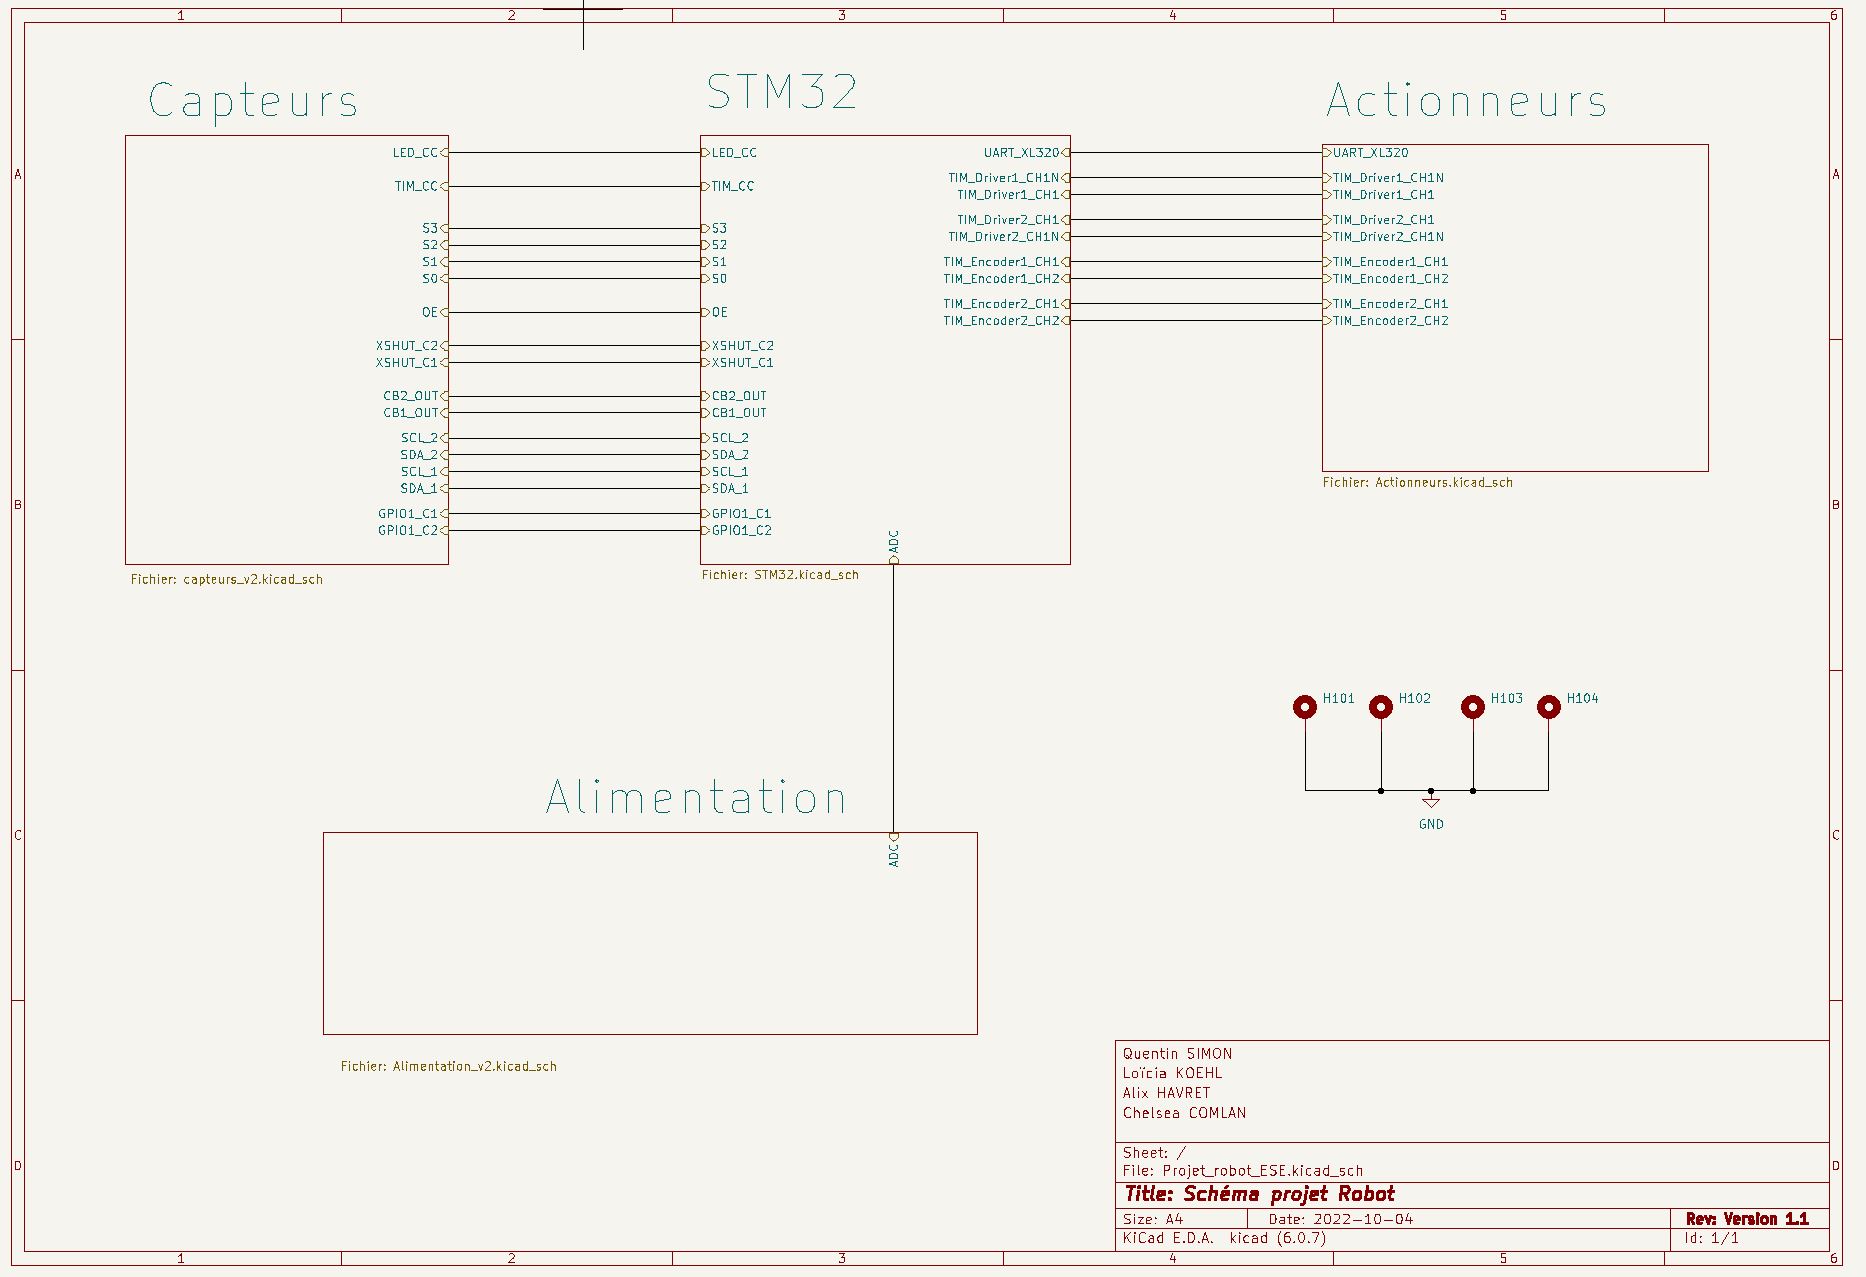 1 2 3 4 5 6
Capteurs
STM32
Actionneurs
A
A
LED_CC
TIM_CC
S3
S2
S1
S0
OE
XSHUT_C2
XSHUT_C1
CB2_OUT
CB1_OUT
SCL_2
SDA_2
SCL_1
SDA_1
GPIO1_C1
GPIO1_C2
Fichier: capteurs_v2.kicad_sch
LED_CC
TIM_CC
S3
S2
S1
S0
OE
XSHUT_C2
XSHUT_C1
CB2_OUT
CB1_OUT
SCL_2
SDA_2
SCL_1
SDA_1
GPIO1_C1
GPIO1_C2
UART_XL320
TIM_Driver1_CH1N
TIM_Driver1_CH1
TIM_Driver2_CH1
TIM_Driver2_CH1N
TIM_Encoder1_CH1
TIM_Encoder1_CH2
TIM_Encoder2_CH1
TIM_Encoder2_CH2
ADC
Fichier: STM32.kicad_sch
UART_XL320
TIM_Driver1_CH1N
TIM_Driver1_CH1
TIM_Driver2_CH1
TIM_Driver2_CH1N
TIM_Encoder1_CH1
TIM_Encoder1_CH2
TIM_Encoder2_CH1
TIM_Encoder2_CH2
Fichier: Actionneurs.kicad_sch
B
B
H101 H102 H103 H104
GND
Alimentation
C
C
ADC
Fichier: Alimentation_v2.kicad_sch
Quentin SIMON
Loïcia KOEHL
Alix HAVRET
Chelsea COMLAN
D
D
Sheet: /
File: Projet_robot_ESE.kicad_sch
Title: Schéma projet Robot
Size: A4 Date: 2022-10-04 Rev: Version 1.1
KiCad E.D.A. kicad (6.0.7) Id: 1/1
1 2 3 4 5 6